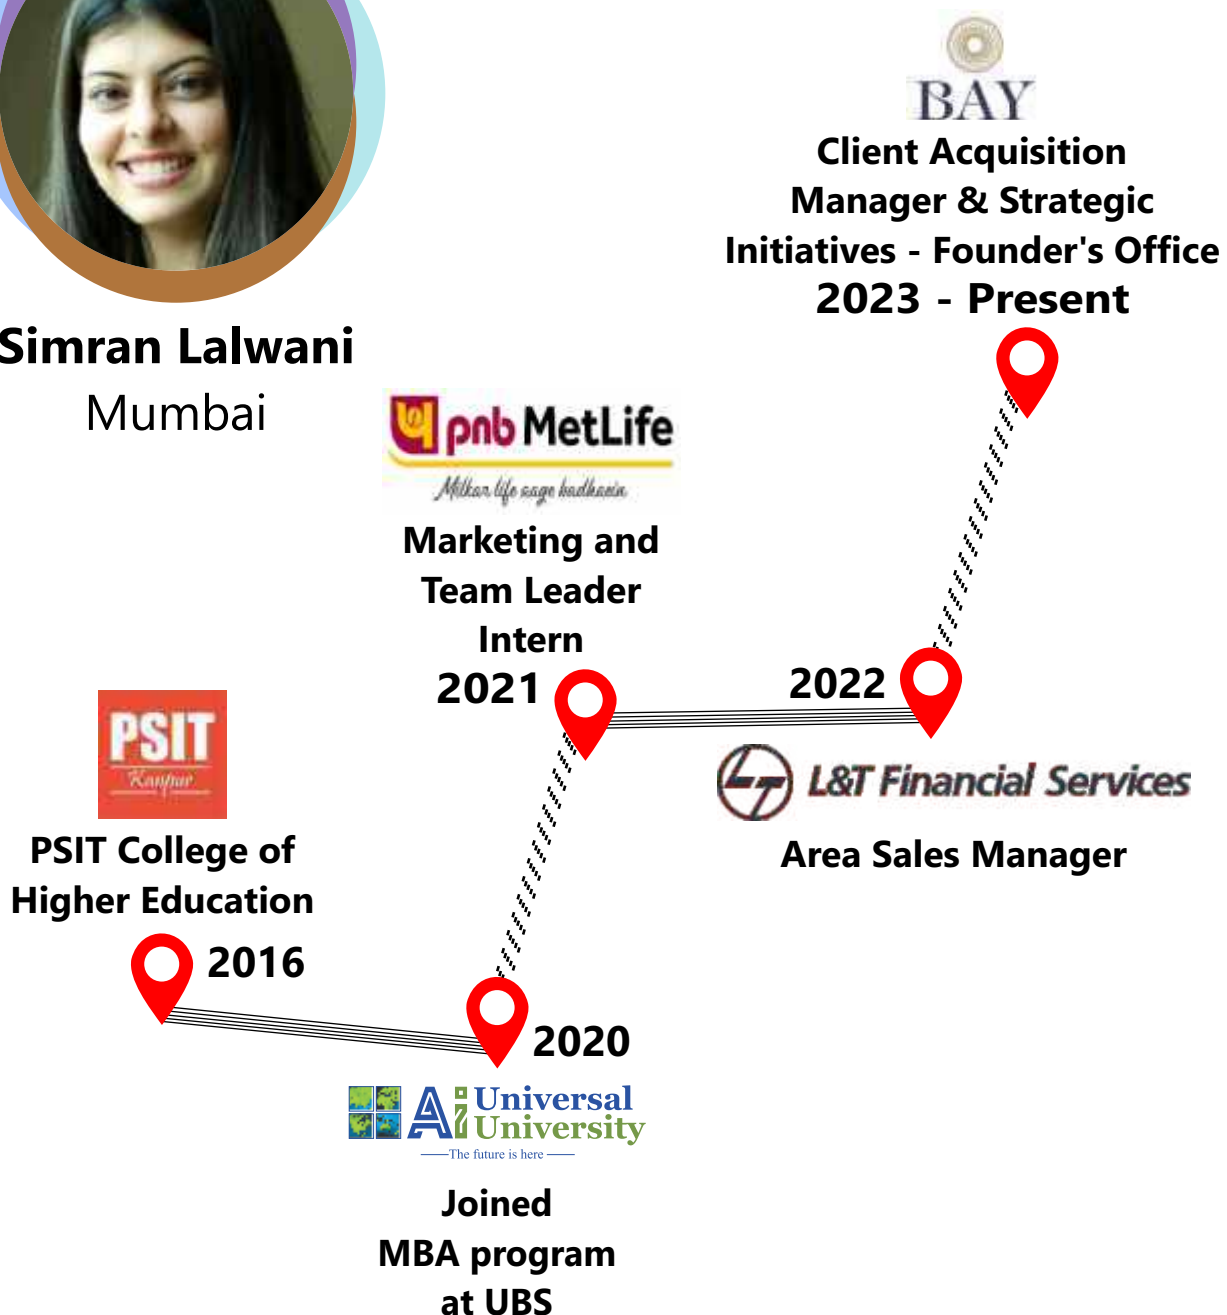 BAY
Client Acquisition
Manager & Strategic
Initiatives - Founder's Office
2023 - Present
Simran Lalwani
Mumbai
pnb MetLife
Milkar life aage badhaein
Marketing and
Team Leader
Intern
2021
2022
L&T Financial Services
Area Sales Manager
PSIT
Kanpur
PSIT College of
Higher Education
2016
2020
Ai Universal
University
The future is here
Joined
MBA program
at UBS